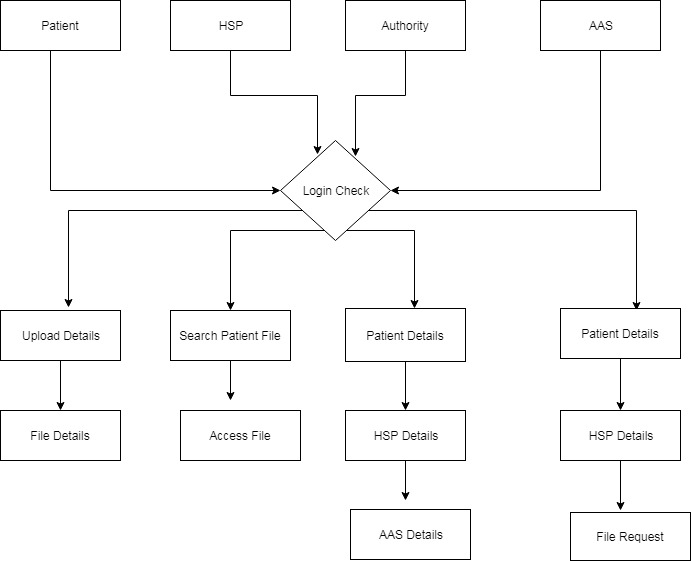 Patient
HSP
Authority
AAS
Login Check
Upload Details
Search Patient File
Patient Details
Patient Details
File Details
Access File
HSP Details
HSP Details
AAS Details
File Request